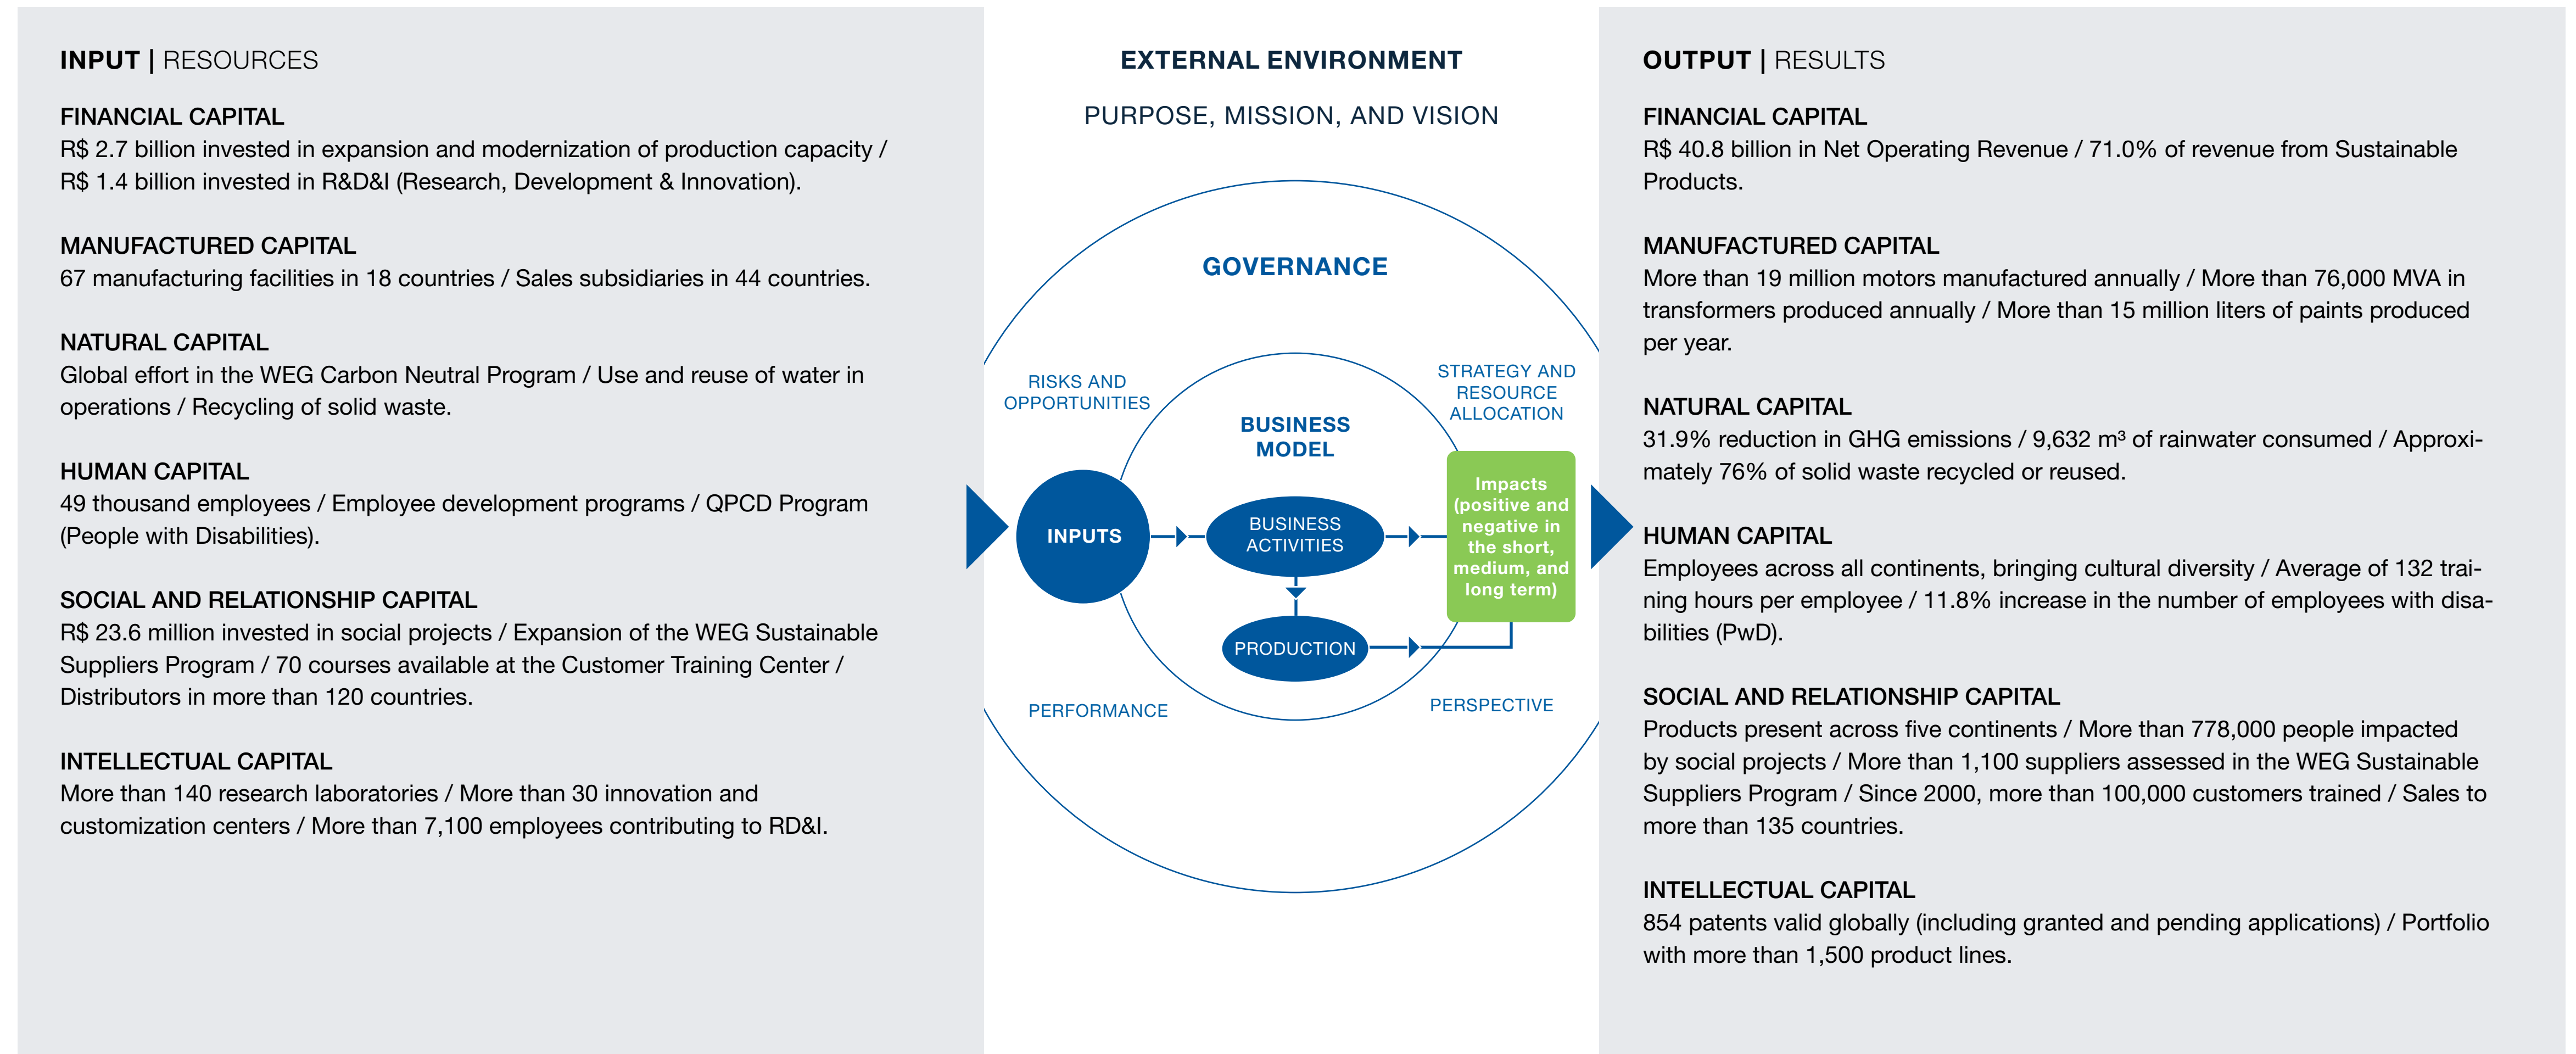 INPUT | RESOURCES
FINANCIAL CAPITAL
R$ 2.7 billion invested in expansion and modernization of production capacity /
R$ 1.4 billion invested in R&D&I (Research, Development & Innovation).
MANUFACTURED CAPITAL
67 manufacturing facilities in 18 countries / Sales subsidiaries in 44 countries.
NATURAL CAPITAL
Global effort in the WEG Carbon Neutral Program / Use and reuse of water in
operations / Recycling of solid waste.
HUMAN CAPITAL
49 thousand employees / Employee development programs / QPCD Program
(People with Disabilities).
SOCIAL AND RELATIONSHIP CAPITAL
R$ 23.6 million invested in social projects / Expansion of the WEG Sustainable
Suppliers Program / 70 courses available at the Customer Training Center /
Distributors in more than 120 countries.
INTELLECTUAL CAPITAL
More than 140 research laboratories / More than 30 innovation and
customization centers / More than 7,100 employees contributing to RD&I.
EXTERNAL ENVIRONMENT
PURPOSE, MISSION, AND VISION
GOVERNANCE
RISKS AND
OPPORTUNITIES
STRATEGY AND
RESOURCE
ALLOCATION
BUSINESS
MODEL
INPUTS
BUSINESS
ACTIVITIES
Impacts
(positive and
negative in
the short,
medium, and
long term)
PRODUCTION
PERFORMANCE
PERSPECTIVE
OUTPUT | RESULTS
FINANCIAL CAPITAL
R$ 40.8 billion in Net Operating Revenue / 71.0% of revenue from Sustainable
Products.
MANUFACTURED CAPITAL
More than 19 million motors manufactured annually / More than 76,000 MVA in
transformers produced annually / More than 15 million liters of paints produced
per year.
NATURAL CAPITAL
31.9% reduction in GHG emissions / 9,632 m³ of rainwater consumed / Approxi-
mately 76% of solid waste recycled or reused.
HUMAN CAPITAL
Employees across all continents, bringing cultural diversity / Average of 132 trai-
ning hours per employee / 11.8% increase in the number of employees with disa-
bilities (PwD).
SOCIAL AND RELATIONSHIP CAPITAL
Products present across five continents / More than 778,000 people impacted
by social projects / More than 1,100 suppliers assessed in the WEG Sustainable
Suppliers Program / Since 2000, more than 100,000 customers trained / Sales to
more than 135 countries.
INTELLECTUAL CAPITAL
854 patents valid globally (including granted and pending applications) / Portfolio
with more than 1,500 product lines.